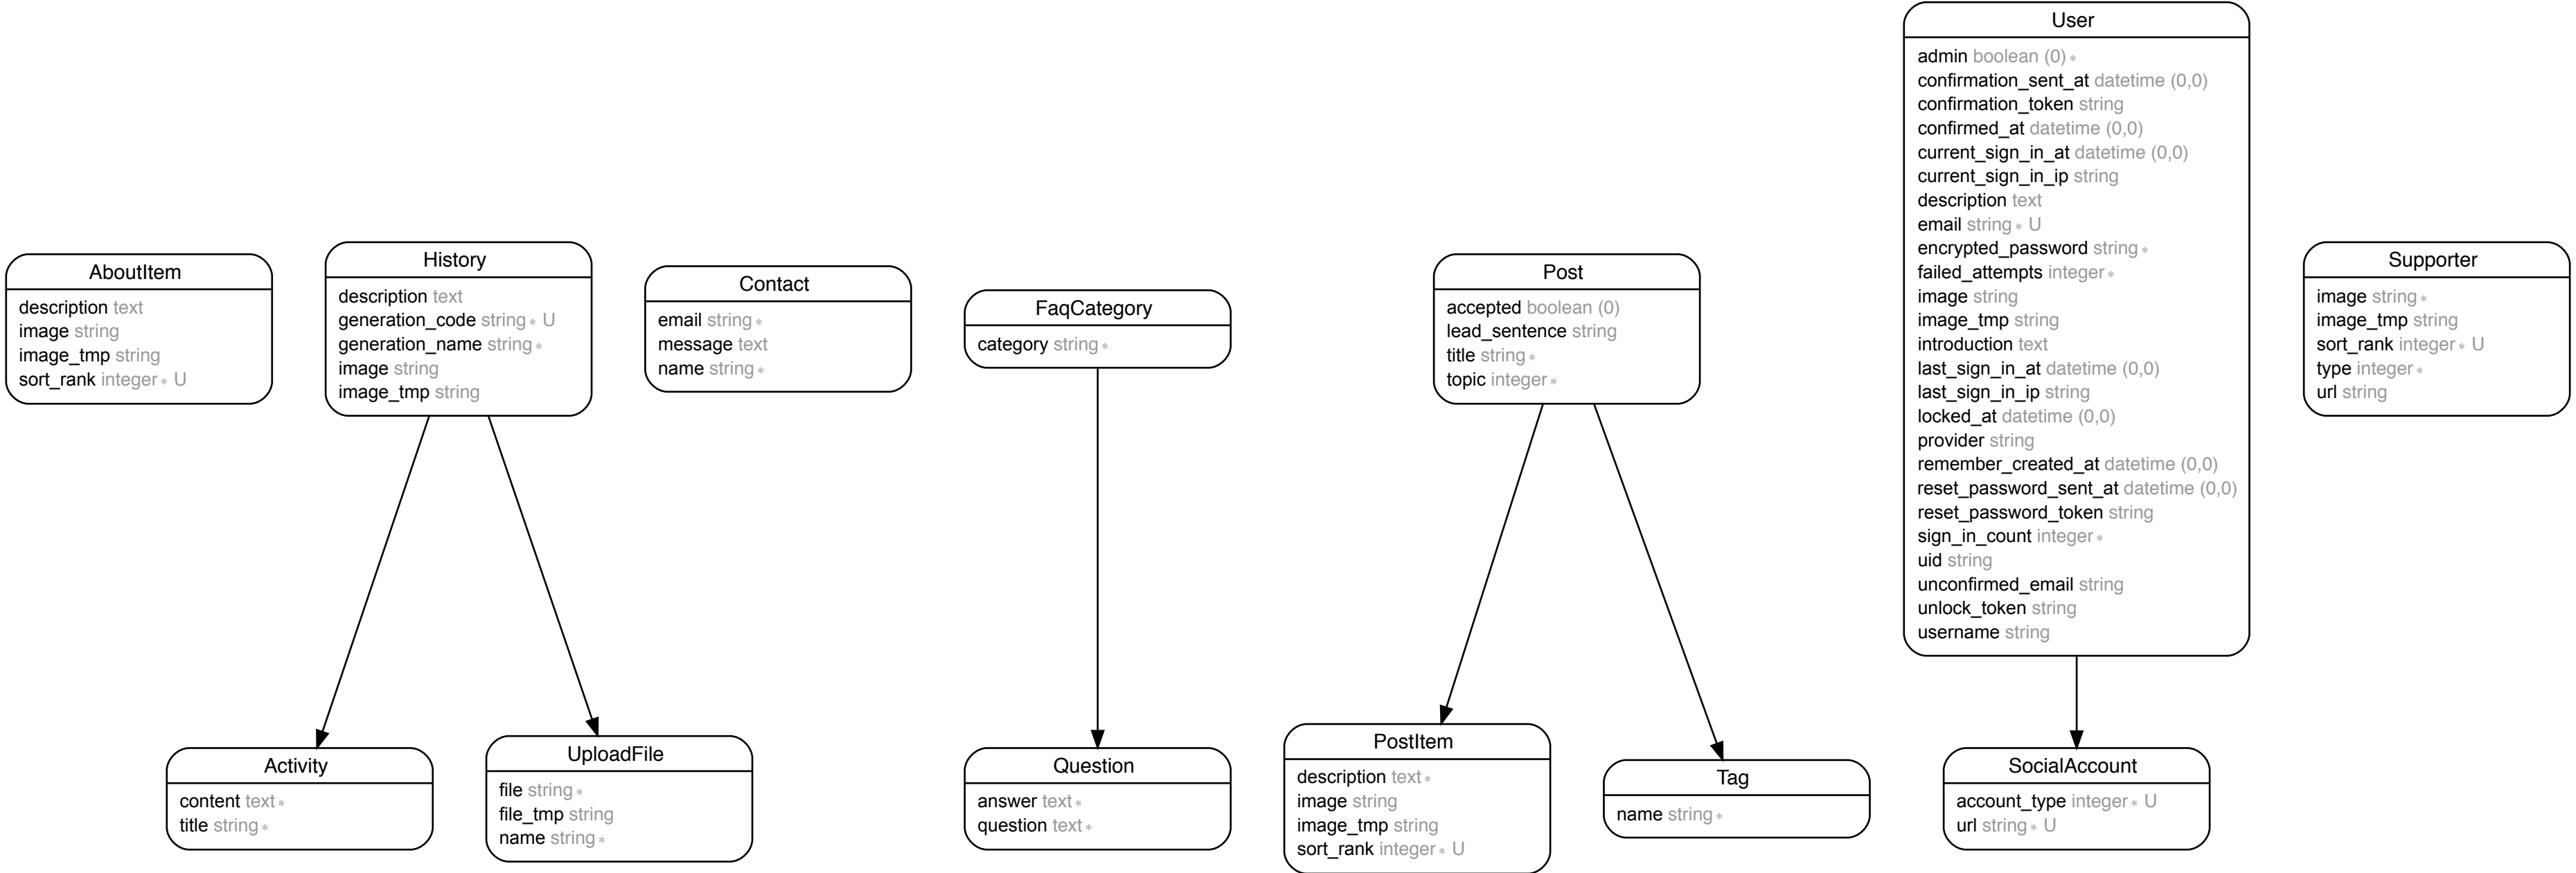 AboutItem
description text
image string
image_tmp string
sort_rank integer∗ U
History
description text
generation_code string∗ U
generation_name string∗
image string
image_tmp string
Contact
email string∗
message text
name string∗
FaqCategory
category string∗
Post
accepted boolean (0)
lead_sentence string
title string∗
topic integer∗
User
admin boolean (0)∗
confirmation_sent_at datetime (0,0)
confirmation_token string
confirmed_at datetime (0,0)
current_sign_in_at datetime (0,0)
current_sign_in_ip string
description text
email string∗ U
encrypted_password string∗
failed_attempts integer∗
image string
image_tmp string
introduction text
last_sign_in_at datetime (0,0)
last_sign_in_ip string
locked_at datetime (0,0)
provider string
remember_created_at datetime (0,0)
reset_password_sent_at datetime (0,0)
reset_password_token string
sign_in_count integer∗
uid string
unconfirmed_email string
unlock_token string
username string
Supporter
image string∗
image_tmp string
sort_rank integer∗ U
type integer∗
url string
Activity
content text∗
title string∗
UploadFile
file string∗
file_tmp string
name string∗
Question
answer text∗
question text∗
PostItem
description text∗
image string
image_tmp string
sort_rank integer∗ U
Tag
name string∗
SocialAccount
account_type integer∗ U
url string∗ U